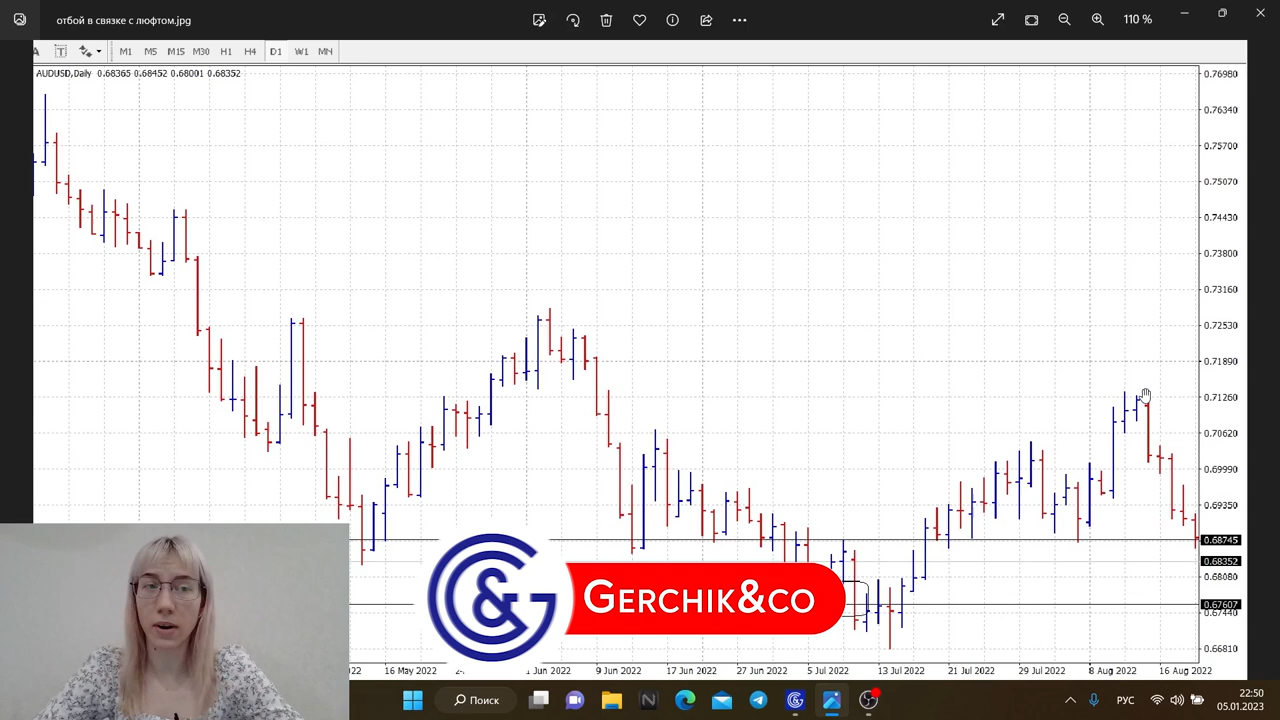 отбой в связке с люфтом.jpg
110 %
A T M1 M5 M15 M30 H1 H4 D1 W1 MN
AUDUSD,Daily 0.68365 0.68452 0.68001 0.68352
0.76980
0.76340
0.75700
0.75070
0.74430
0.73800
0.73160
0.72530
0.71890
0.71260
0.70620
0.69990
0.69350
0.68745
0.68352
0.68080
0.67607
0.67440
0.66810
G&G
GERCHIK&CO
2022 16 May 2022 1 Jun 2022 9 Jun 2022 17 Jun 2022 27 Jun 2022 5 Jul 2022 13 Jul 2022 21 Jul 2022 29 Jul 2022 8 Aug 2022 16 Aug 2022
Поиск
N
РУС
22:50
05.01.2023